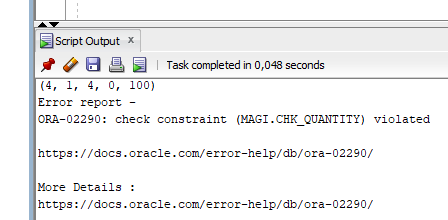 Script Output x
Task completed in 0,048 seconds
(4, 1, 4, 0, 100)
Error report -
ORA-02290: check constraint (MAGI.CHK_QUANTITY) violated
https://docs.oracle.com/error-help/db/ora-02290/
More Details :
https://docs.oracle.com/error-help/db/ora-02290/